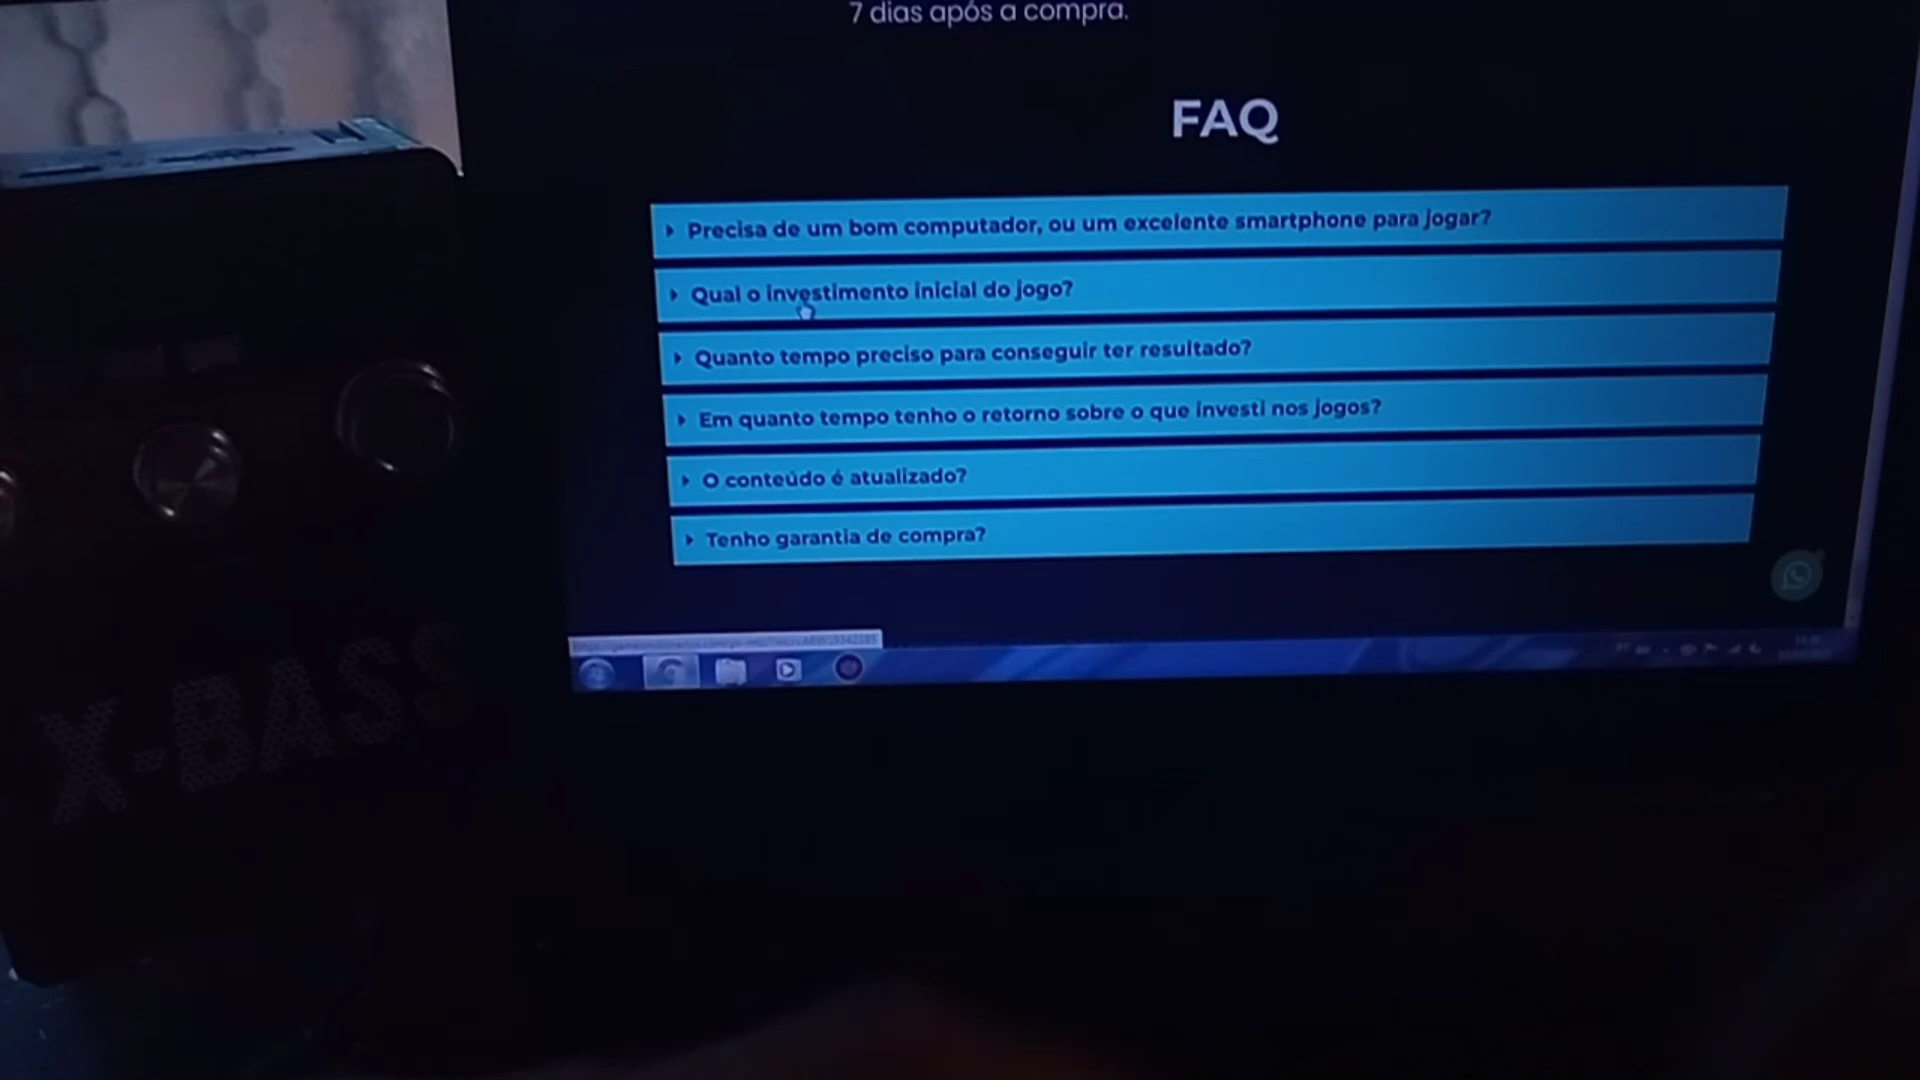 7 dias após a compra.
FAQ
Precisa de um bom computador, ou um excelente smartphone para jogar?
Qual o investimento inicial do jogo?
Quanto tempo preciso para conseguir ter resultado?
Em quanto tempo tenho o retorno sobre o que investi nos jogos?
O conteúdo é atualizado?
Tenho garantia de compra?
X-BASS